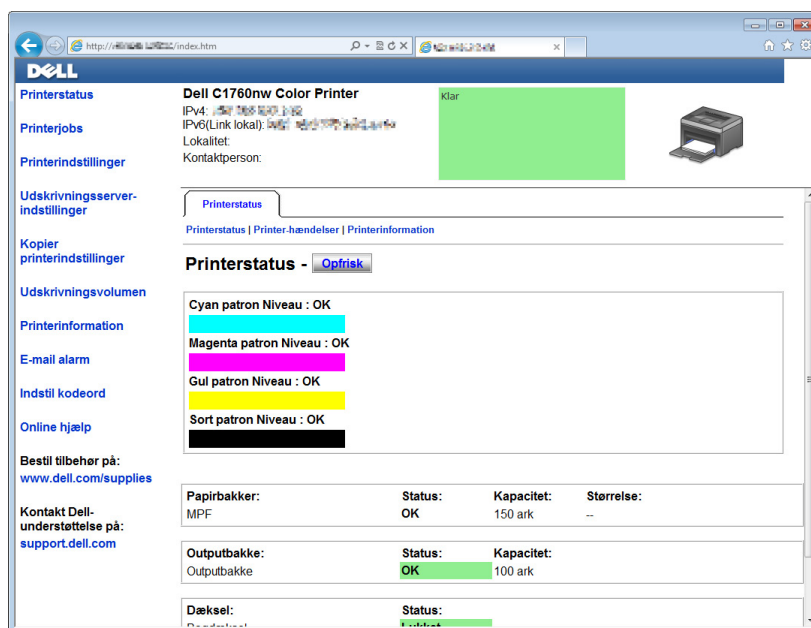 http:// /index.htm
DELL
Printerstatus
Printerjobs
Printerindstillinger
Udskrivningsserver-
indstillinger
Kopier
printerindstillinger
Udskrivningsvolumen
Printerinformation
E-mail alarm
Indstil kodeord
Online hjælp
Bestil tilbehør på:
www.dell.com/supplies
Kontakt Dell-
understøttelse på:
support.dell.com
Dell C1760nw Color Printer
IPv4:
IPv6(Link lokal):
Lokalitet:
Kontaktperson:
Klar
Printerstatus
Printerstatus | Printer-hændelser | Printerinformation
Printerstatus - Opfrisk
Cyan patron Niveau : OK
Magenta patron Niveau : OK
Gul patron Niveau : OK
Sort patron Niveau : OK
Papirbakker: Status: Kapacitet: Størrelse:
MPF OK 150 ark --
Outputbakke: Status: Kapacitet:
Outputbakke OK 100 ark
Dæksel: Status: